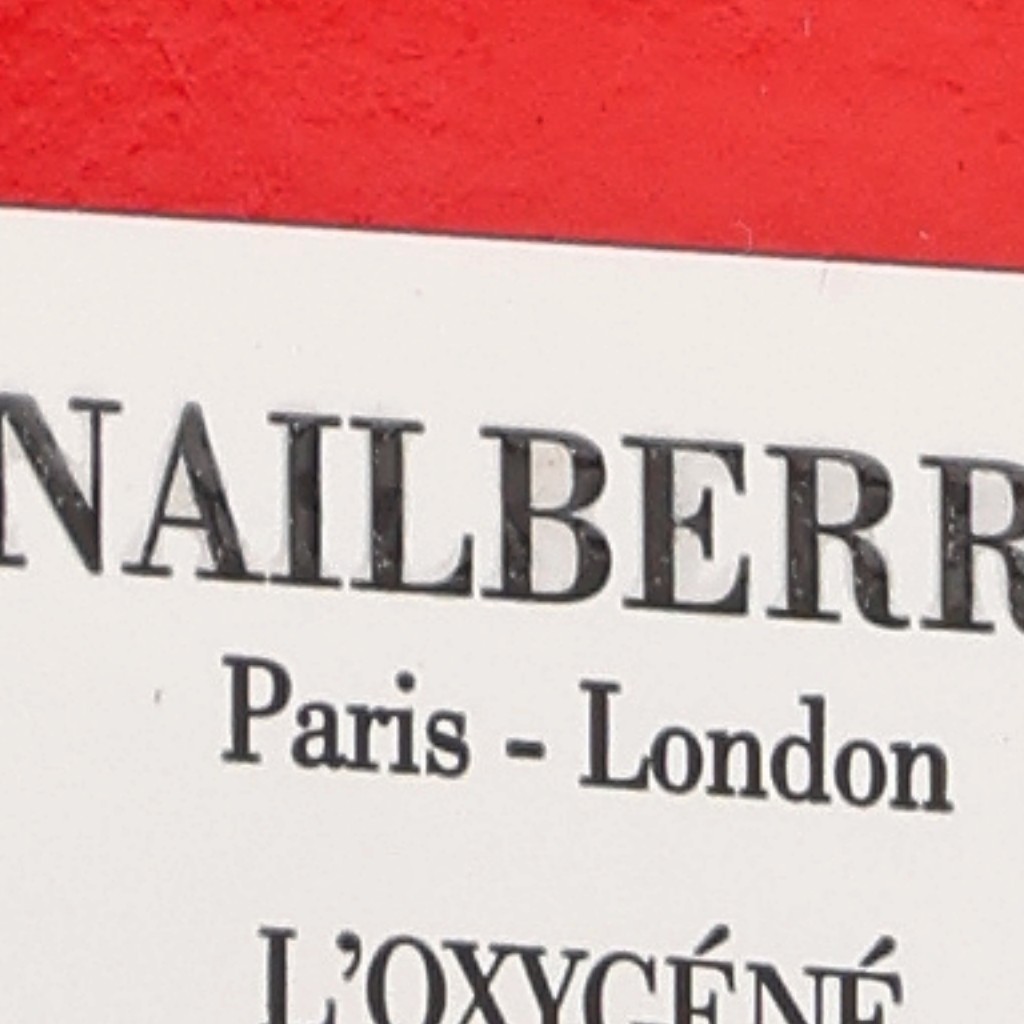 NAILBERR
Paris - London
L'OXYGÉNÉ